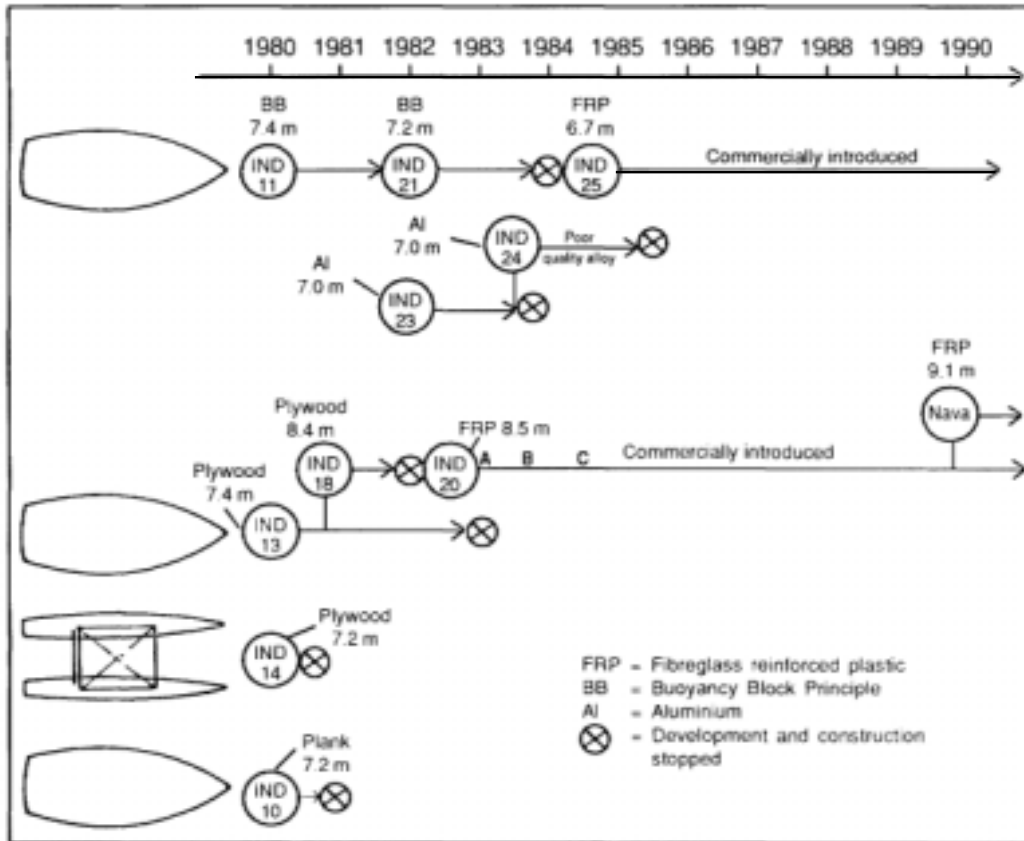 1980 1981 1982 1983 1984 1985 1986 1987 1988 1989 1990
BB
7.4 m
BB
7.2 m
FRP
6.7 m
IND
11
IND
21
IND
25
Commercially introduced
Al
7.0 m
IND
24
Poor
quality alloy
Al
7.0 m
IND
23
FRP
9.1 m
Nava
Plywood
8.4 m
FRP 8.5 m
IND
18
IND
20
A B C
Commercially introduced
Plywood
7.4 m
IND
13
Plywood
7.2 m
IND
14
FRP = Fibreglass reinforced plastic
BB = Buoyancy Block Principle
Al = Aluminium
= Development and construction
stopped
Plank
7.2 m
IND
10